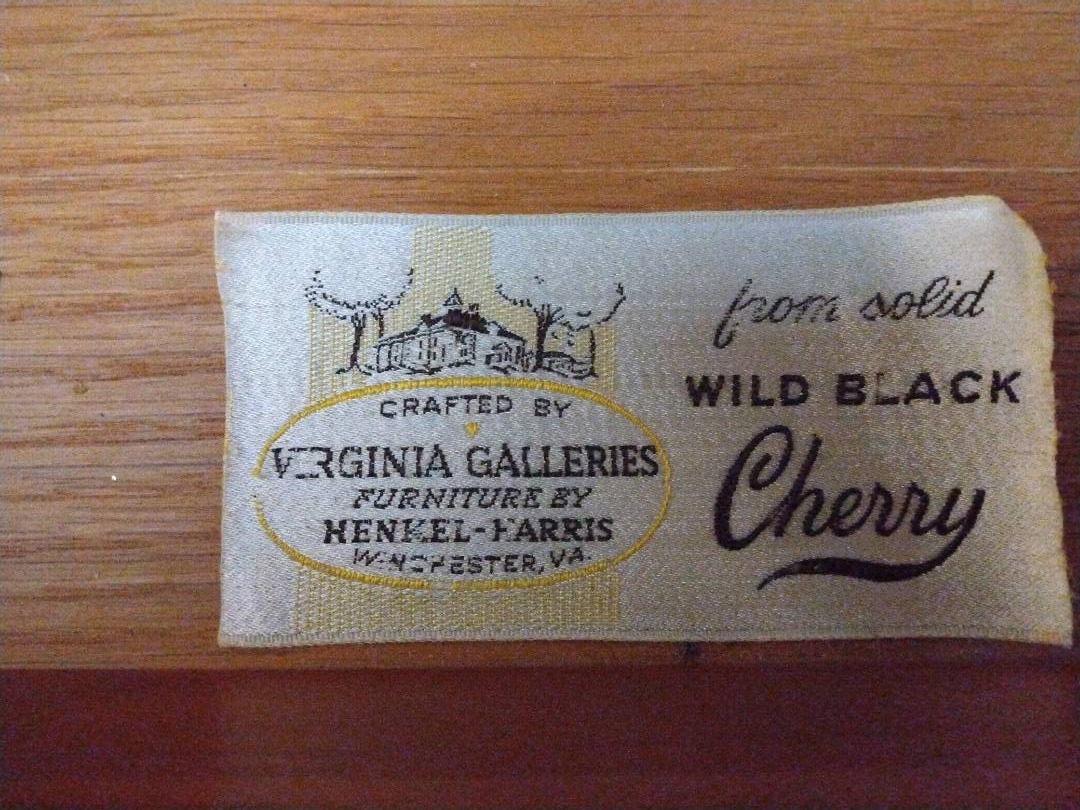 CRAFTED BY
VIRGINIA GALLERIES
FURNITURE BY
HENKEL-HARRIS
WINCHESTER, VA.
from solid
WILD BLACK
Cherry